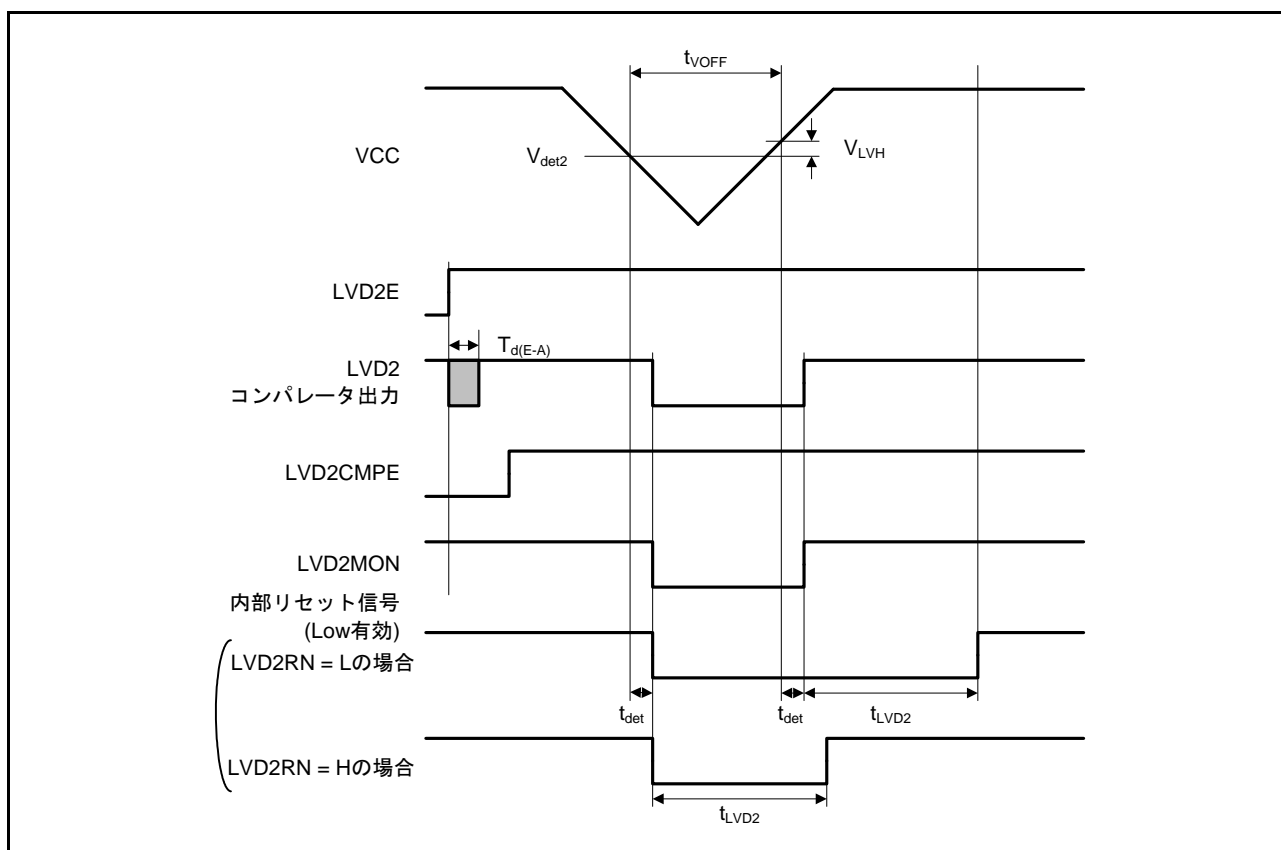 tVOFF
VCC
Vdet2
VLVH
LVD2E
Td(E-A)
LVD2
コンパレータ出力
LVD2CMPE
LVD2MON
内部リセット信号
(Low有効)
LVD2RN = Lの場合
tdet
tdet
tLVD2
LVD2RN = Hの場合
tLVD2